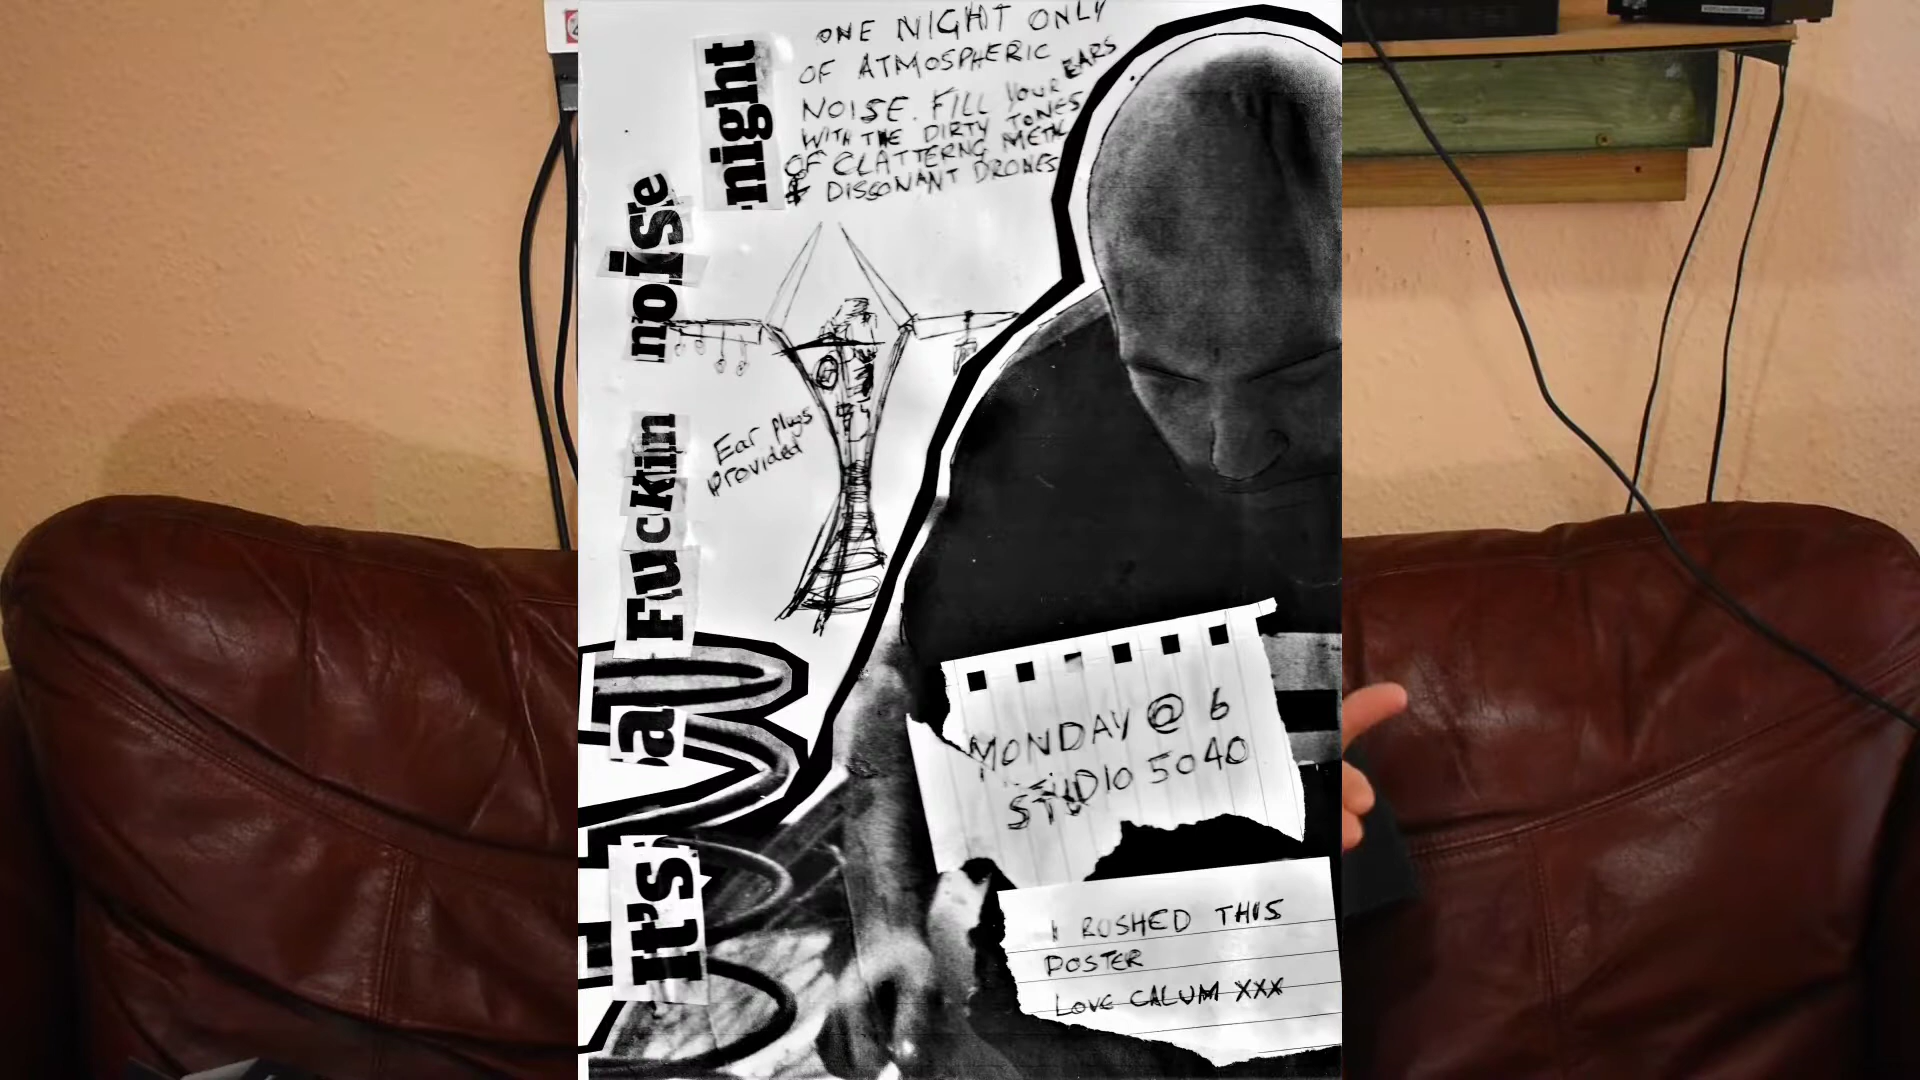 ONE NIGHT ONLY
OF ATMOSPHERIC
NOISE. FILL YOUR EARS
WITH THE DIRTY TONES
OF CLATTERNG METAL
& DISSONANT DRONES
It's a Fuckin noise night
Ear plugs
provided
MONDAY @ 6
STUDIO 5040
I RUSHED THIS
POSTER
LOVE CALUM XXX